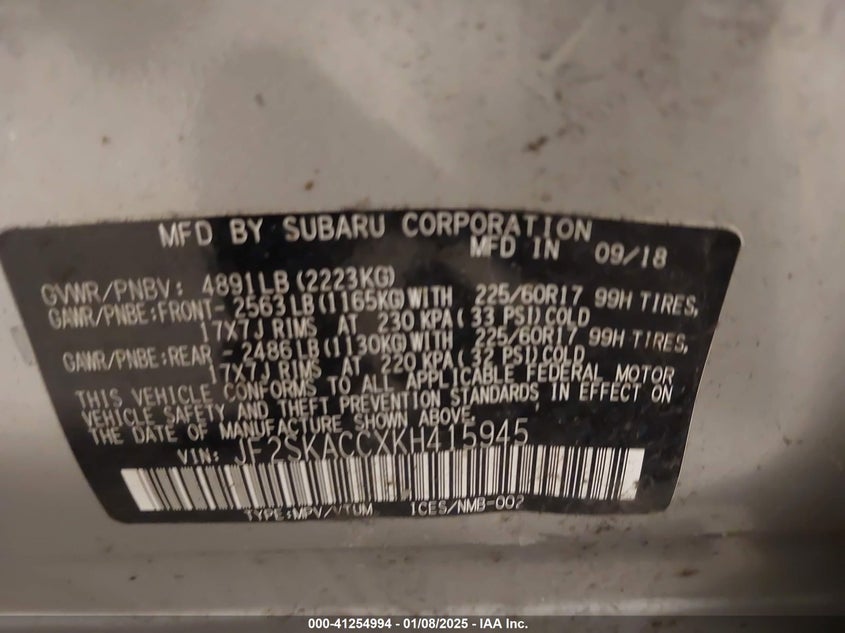 MFD BY SUBARU CORPORATION
MFD IN 09/18
GVWR/PNBV: 4891LB (2223KG)
GAWR/PNBE:FRONT- 2563LB(1165KG)WITH 225/60R17 99H TIRES,
17X7J RIMS AT 230 KPA( 33 PSI)COLD
GAWR/PNBE:REAR - 2486LB(1130KG)WITH 225/60R17 99H TIRES,
17X7J RIMS AT 220 KPA( 32 PSI)COLD
THIS VEHICLE CONFORMS TO ALL APPLICABLE FEDERAL MOTOR
VEHICLE SAFETY AND THEFT PREVENTION STANDARDS IN EFFECT ON
THE DATE OF MANUFACTURE SHOWN ABOVE.
VIN: JF2SKACCXKH415945
TYPE:MPV/VTUM ICES/NMB-002
000-41254994 - 01/08/2025 - IAA Inc.